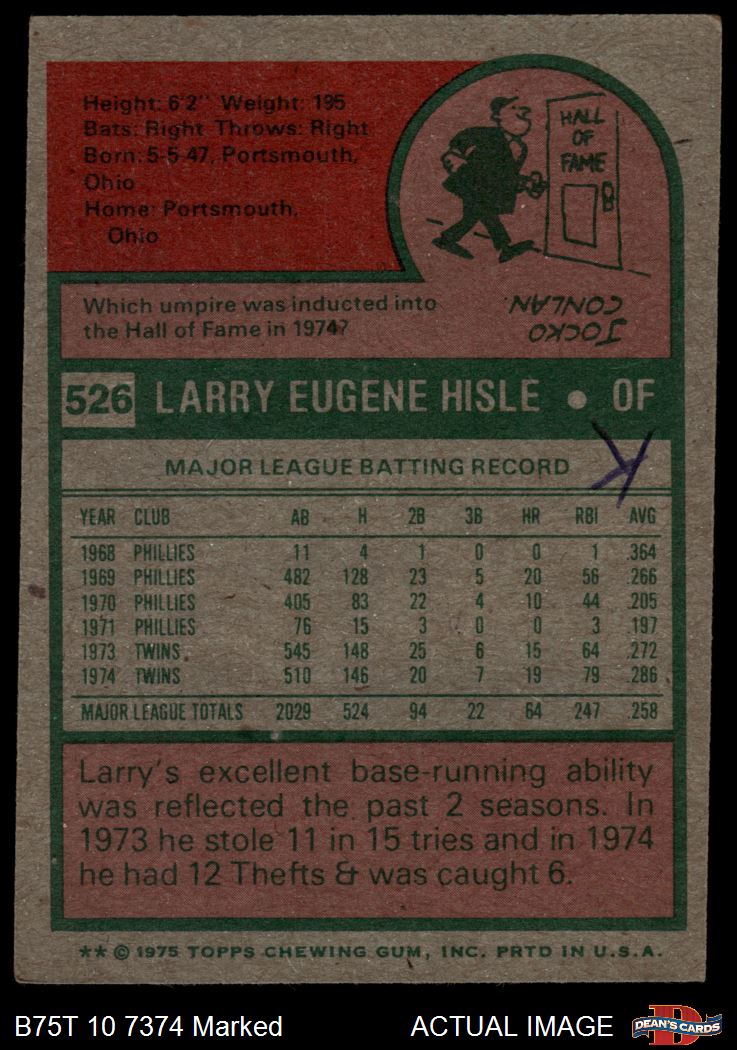 Height: 6'2" Weight: 195
Bats: Right Throws: Right
Born: 5-5-47, Portsmouth,
Ohio
Home: Portsmouth,
Ohio
HALL
OF
FAME
Which umpire was inducted into
the Hall of Fame in 1974?
JOCKO
CONLAN.
526 LARRY EUGENE HISLE • OF
K
MAJOR LEAGUE BATTING RECORD
YEAR CLUB AB H 2B 3B HR RBI AVG
1968 PHILLIES 11 4 1 0 0 1 .364
1969 PHILLIES 482 128 23 5 20 56 .266
1970 PHILLIES 405 83 22 4 10 44 .205
1971 PHILLIES 76 15 3 0 0 3 .197
1973 TWINS 545 148 25 6 15 64 .272
1974 TWINS 510 146 20 7 19 79 .286
MAJOR LEAGUE TOTALS 2029 524 94 22 64 247 .258
Larry's excellent base-running ability
was reflected the past 2 seasons. In
1973 he stole 11 in 15 tries and in 1974
he had 12 Thefts & was caught 6.
** © 1975 TOPPS CHEWING GUM, INC. PRTD IN U.S.A.
B75T 10 7374 Marked ACTUAL IMAGE DEAN'S CARDS